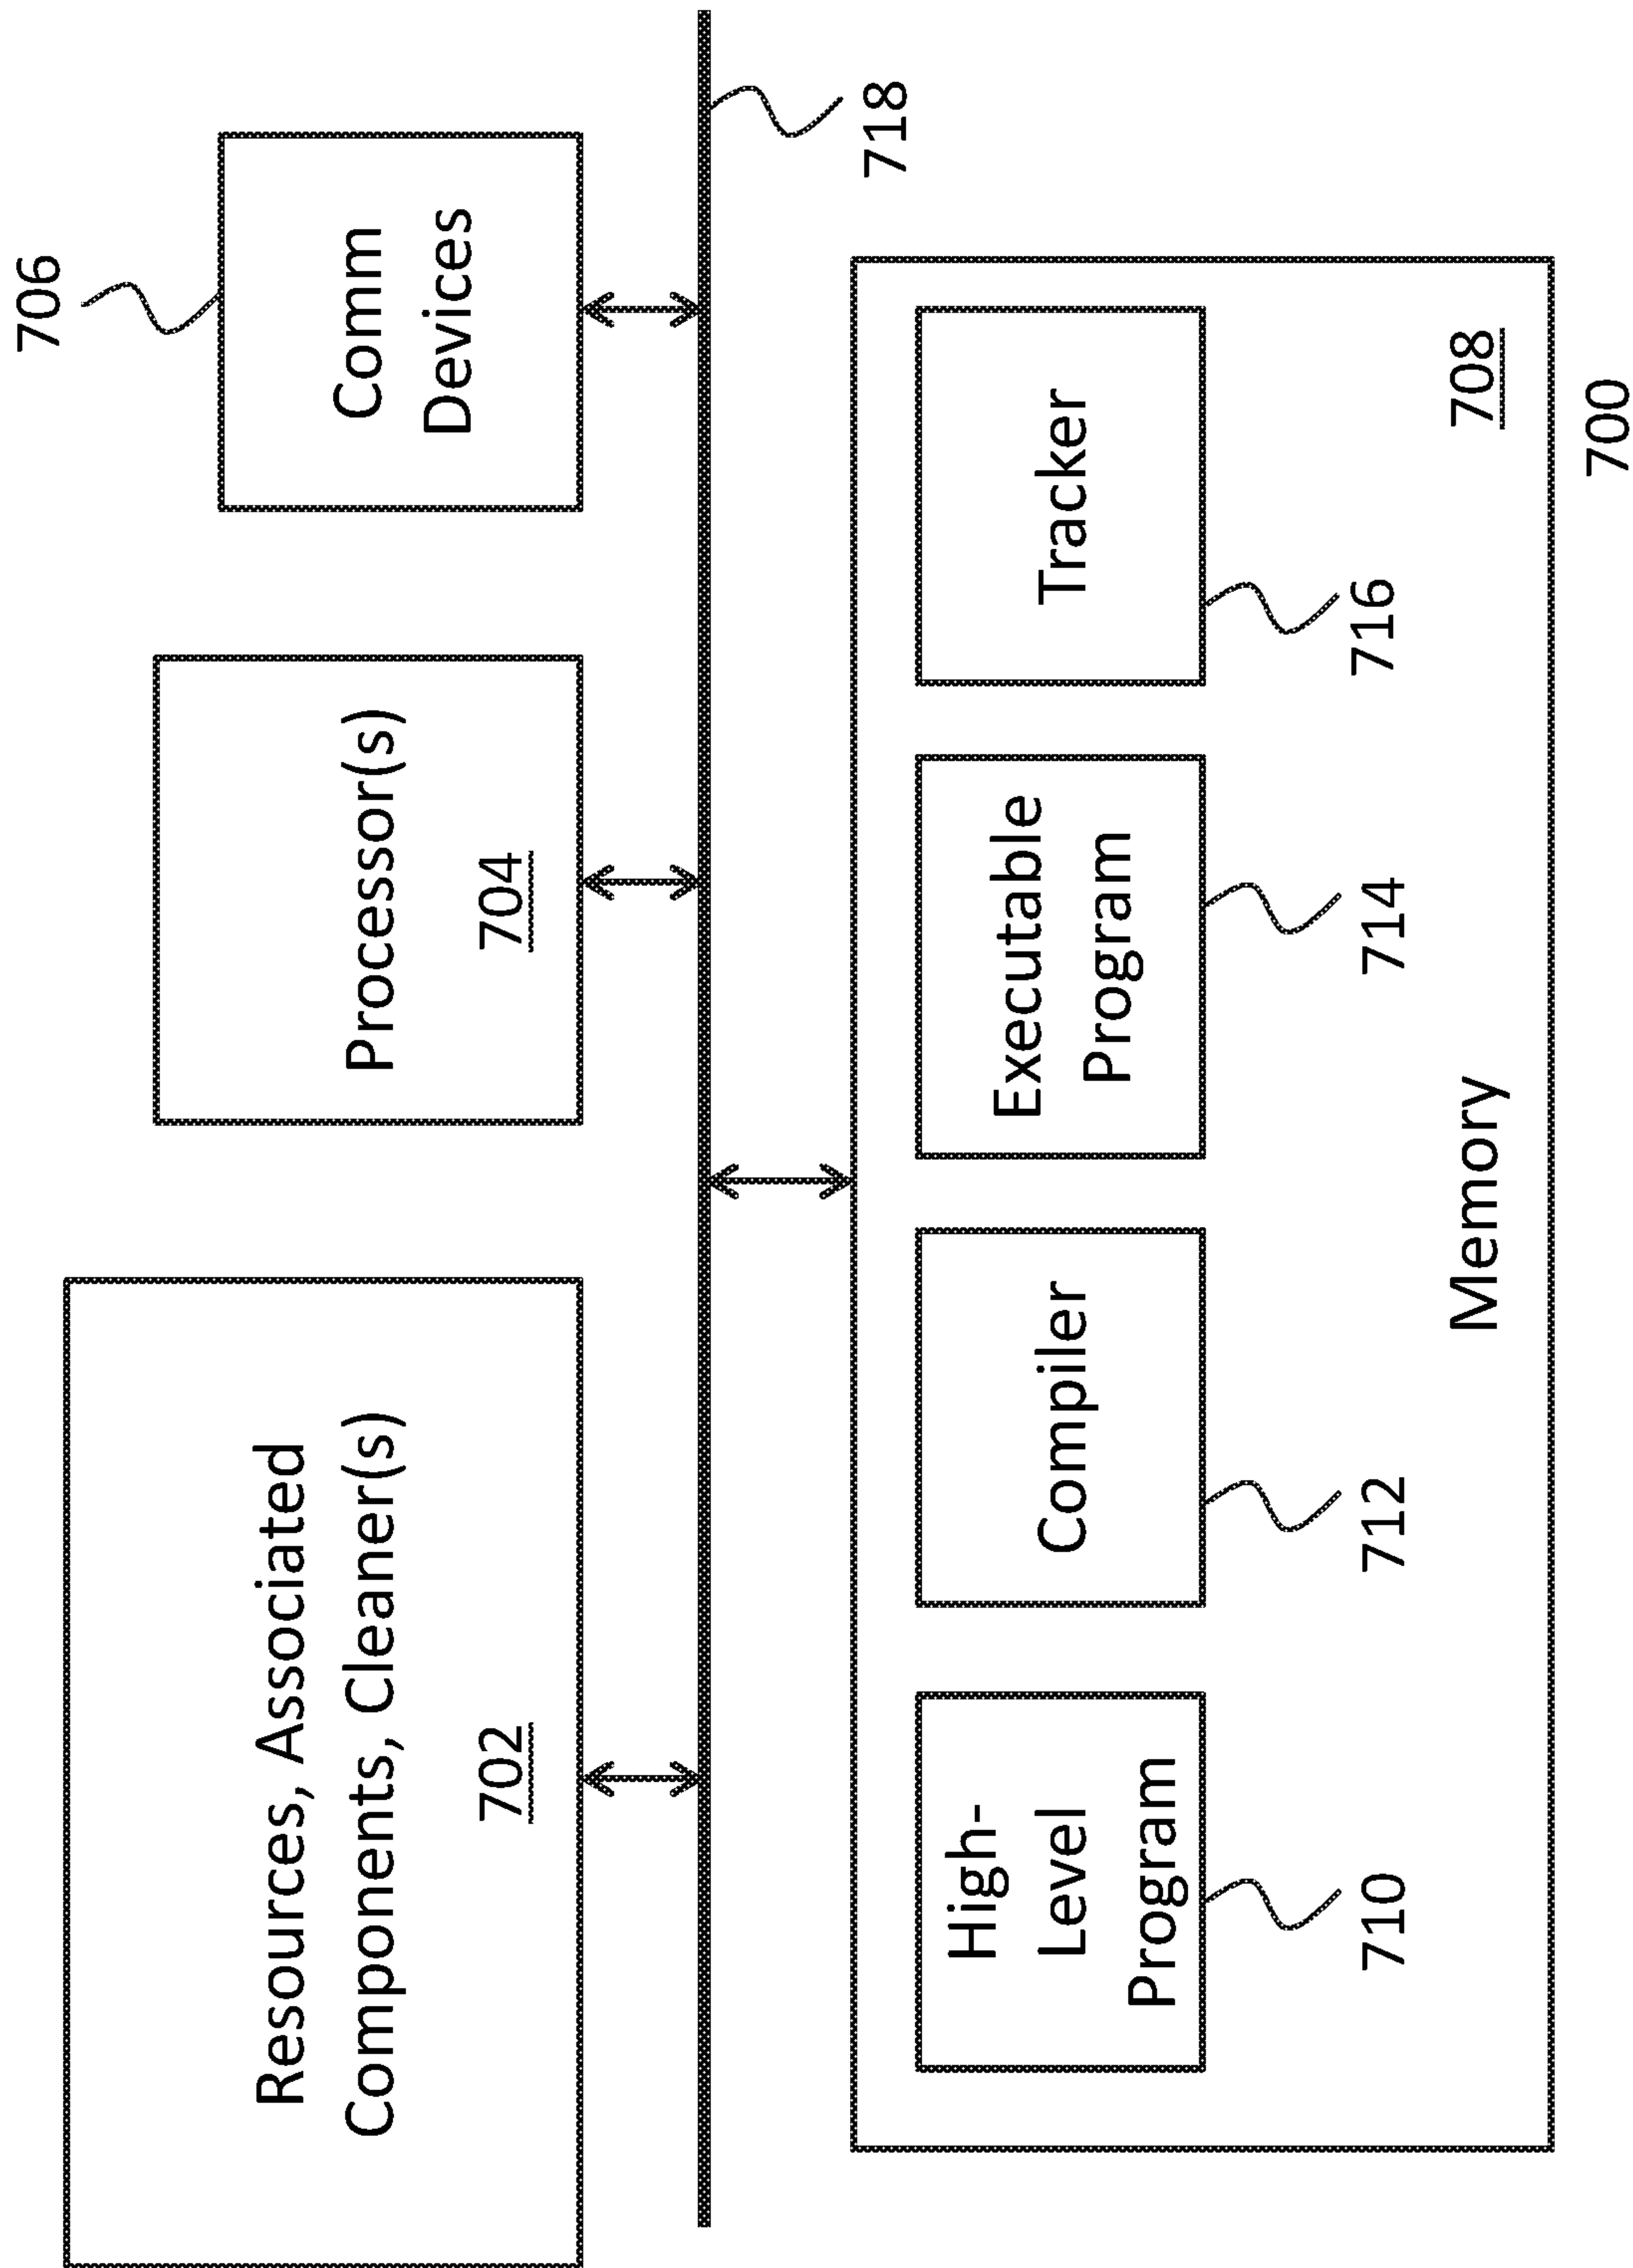 706
Resources, Associated
Components, Cleaner(s)
702
Processor(s)
704
Comm
Devices
718
High-
Level
Program
710
Compiler
712
Executable
Program
714
Tracker
716
Memory
708
700